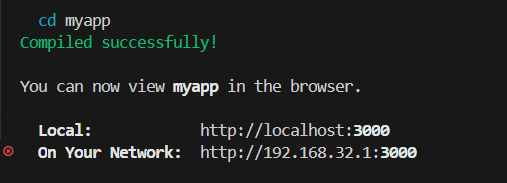 cd myapp
Compiled successfully!
You can now view myapp in the browser.
Local: http://localhost:3000
On Your Network: http://192.168.32.1:3000